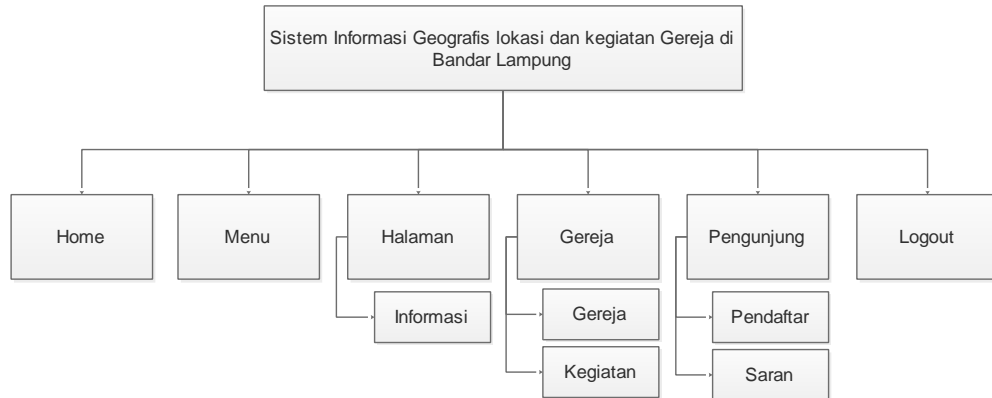 Sistem Informasi Geografis lokasi dan kegiatan Gereja di
Bandar Lampung
Home
Menu
Halaman
Gereja
Pengunjung
Logout
Informasi
Gereja
Pendaftar
Kegiatan
Saran